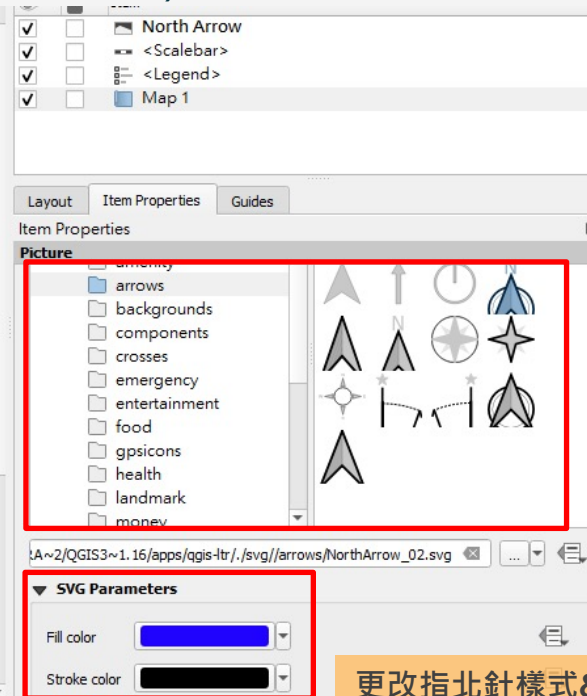 North Arrow
<Scalebar>
<Legend>
Map 1
Layout Item Properties Guides
Item Properties
Picture
amenity
arrows
backgrounds
components
crosses
emergency
entertainment
food
gpsicons
health
landmark
money
N
N
:A~2/QGIS3~1.16/apps/qgis-ltr/./svg//arrows/NorthArrow_02.svg
SVG Parameters
Fill color
Stroke color
更改指北針樣式